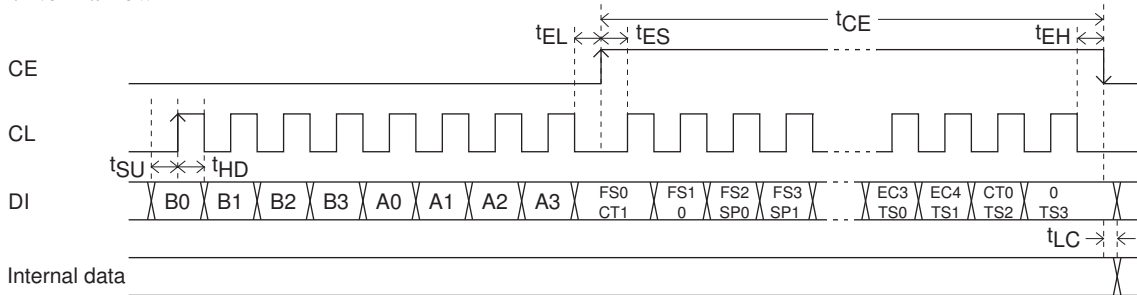 tCE
tEL tES tEH
CE
CL
tSU tHD
DI B0 B1 B2 B3 A0 A1 A2 A3 FS0 FS1 FS2 FS3 EC3 EC4 CT0 0
CT1 0 SP0 SP1 TS0 TS1 TS2 TS3
tLC
Internal data